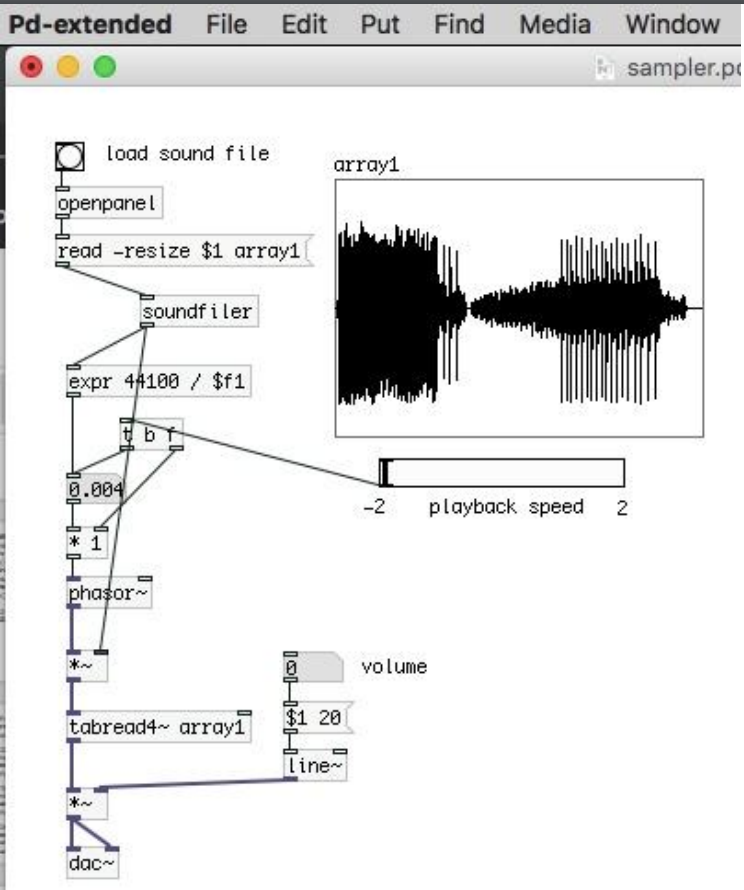 Pd-extended File Edit Put Find Media Window
sampler.pd
load sound file
array1
openpanel
read -resize $1 array1
soundfiler
expr 44100 / $f1
t b f
0.004
-2 playback speed 2
* 1
phasor~
*~
0 volume
$1 20
tabread4~ array1
line~
*~
dac~